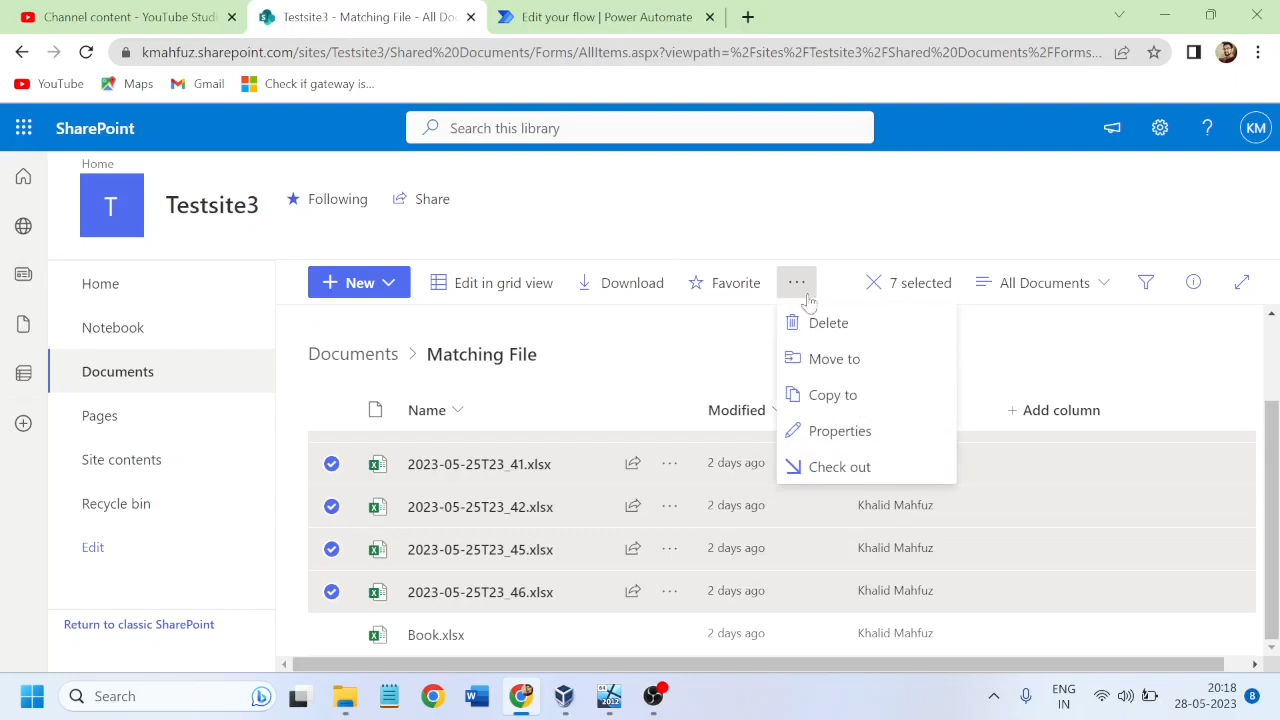 Content - YouTube Studi
Testsite3 - Matching File - All Do
Edit your flow | Power Automate
kmahfuz.sharepoint.com/sites/Testsite3/Shared%20Documents/Forms/AllItems.aspx?viewpath=%2Fsites%2FTestsite3%2FShared%20Documents%2FForms...
YouTube
Maps
Gmail
Check if gateway is...
SharePoint
Search this library
KM
Home
T
Testsite3
Following
Share
Home
Notebook
Documents
Pages
Site contents
Recycle bin
Edit
Return to classic SharePoint
New
Edit in grid view
Download
Favorite
7 selected
All Documents
Delete
Move to
Copy to
Properties
Check out
Documents > Matching File
Name
Modified
Add column
2023-05-25T23_41.xlsx
2 days ago
2023-05-25T23_42.xlsx
2 days ago
Khalid Mahfuz
2023-05-25T23_45.xlsx
2 days ago
Khalid Mahfuz
2023-05-25T23_46.xlsx
2 days ago
Khalid Mahfuz
Book.xlsx
2 days ago
Khalid Mahfuz
Search
64
2012
ENG
IN
20:18
28-05-2023
8